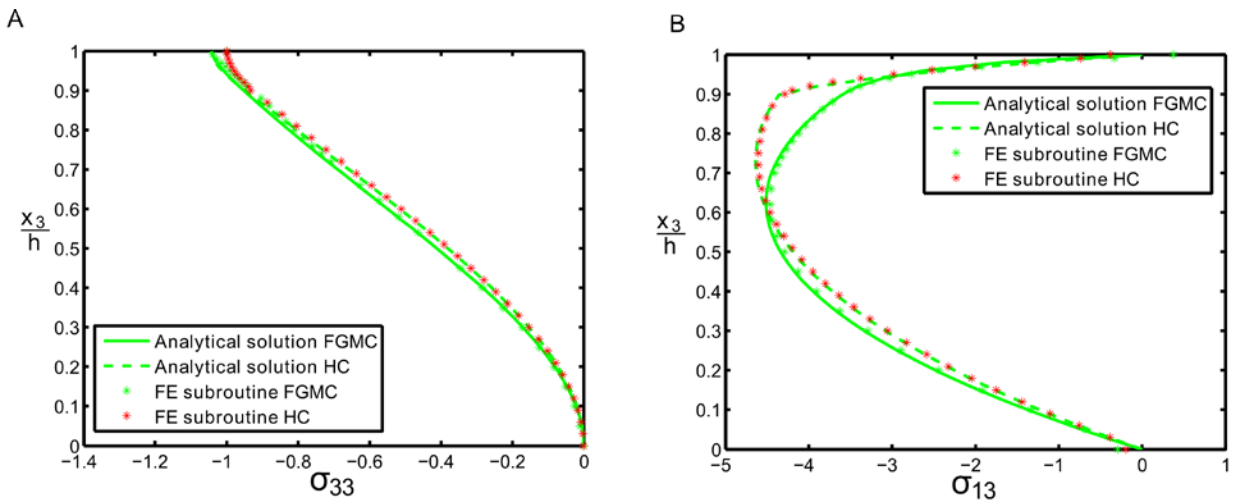 A
1
0.9
0.8
0.7
0.6
x3/h
0.5
0.4
0.3
0.2
0.1
0
−1.4
−1.2
−1
−0.8
−0.6
−0.4
−0.2
0
σ33
Analytical solution FGMC
Analytical solution HC
FE subroutine FGMC
FE subroutine HC
B
1
0.9
0.8
0.7
0.6
x3/h
0.5
0.4
0.3
0.2
0.1
0
−5
−4
−3
−2
−1
0
1
σ13
Analytical solution FGMC
Analytical solution HC
FE subroutine FGMC
FE subroutine HC